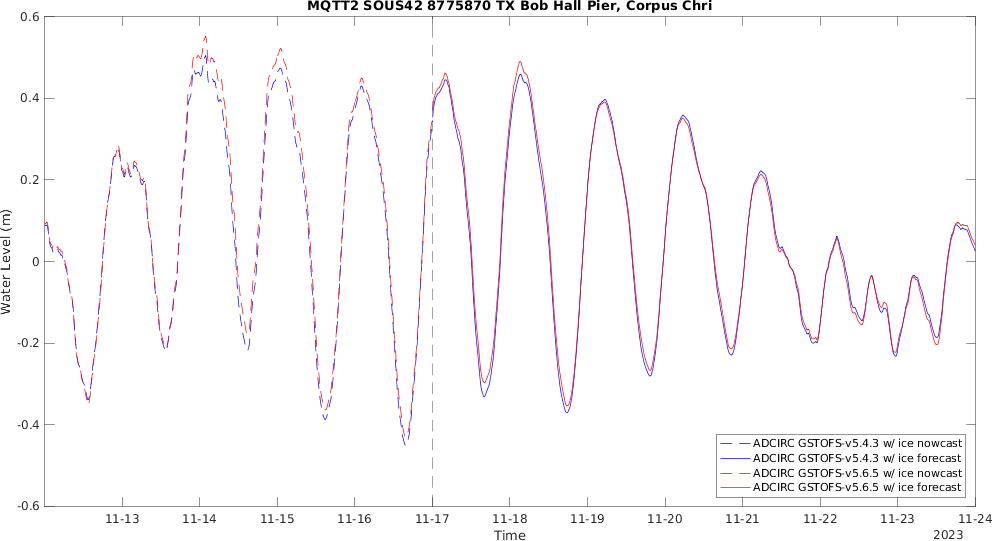 MQTT2 SOUS42 8775870 TX Bob Hall Pier, Corpus Chri
Water Level (m)
0.6
0.4
0.2
0
-0.2
-0.4
-0.6
ADCIRC GSTOFS-v5.4.3 w/ ice nowcast
ADCIRC GSTOFS-v5.4.3 w/ ice forecast
ADCIRC GSTOFS-v5.6.5 w/ ice nowcast
ADCIRC GSTOFS-v5.6.5 w/ ice forecast
11-13 11-14 11-15 11-16 11-17 11-18 11-19 11-20 11-21 11-22 11-23 11-24
Time
2023